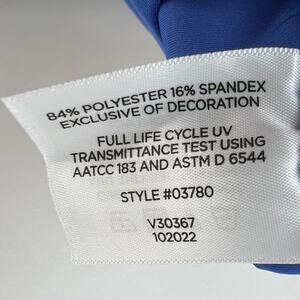 84% POLYESTER 16% SPANDEX
EXCLUSIVE OF DECORATION
FULL LIFE CYCLE UV
TRANSMITTANCE TEST USING
AATCC 183 AND ASTM D 6544
STYLE #03780
V30367
102022